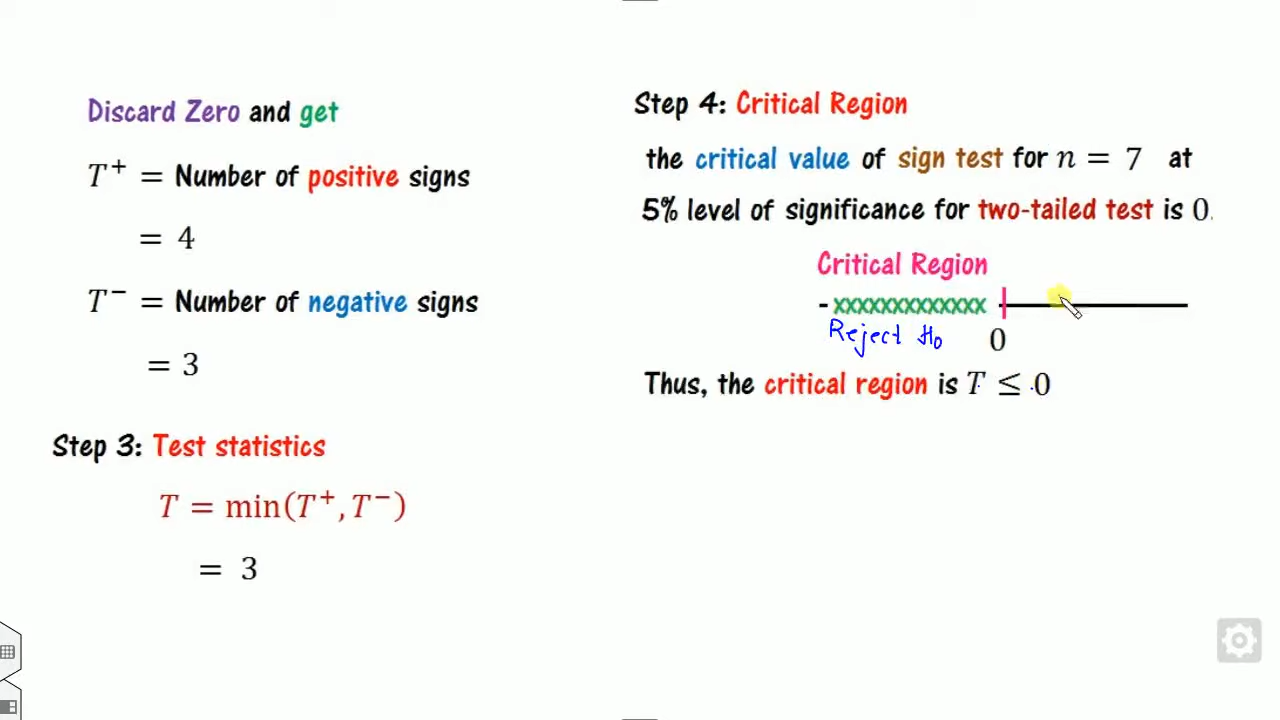 Discard Zero and get
T⁺ = Number of positive signs
= 4
T⁻ = Number of negative signs
= 3
Step 3: Test statistics
T = min(T⁺, T⁻)
= 3
Step 4: Critical Region
the critical value of sign test for n = 7 at
5% level of significance for two-tailed test is 0.
Critical Region
- xxxxxxxxxxxxx
Reject H₀
0
Thus, the critical region is T ≤ 0